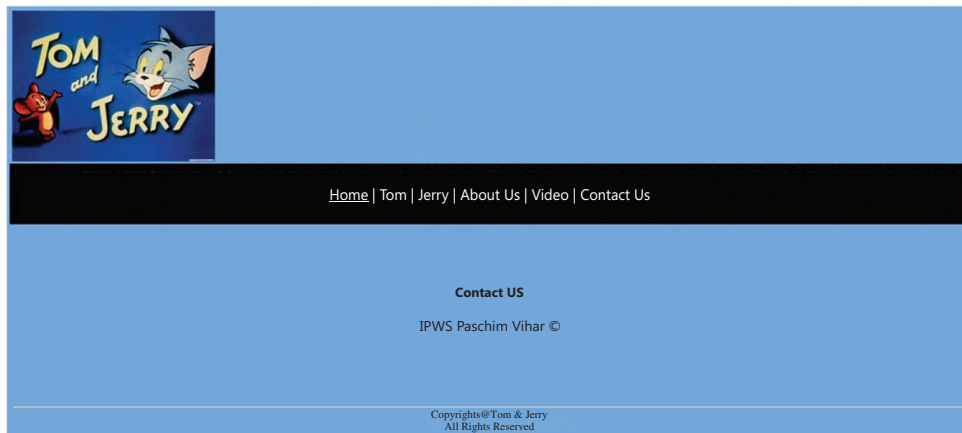 TOM
and
JERRY
Home | Tom | Jerry | About Us | Video | Contact Us
Contact US
IPWS Paschim Vihar ©
Copyrights@Tom & Jerry
All Rights Reserved